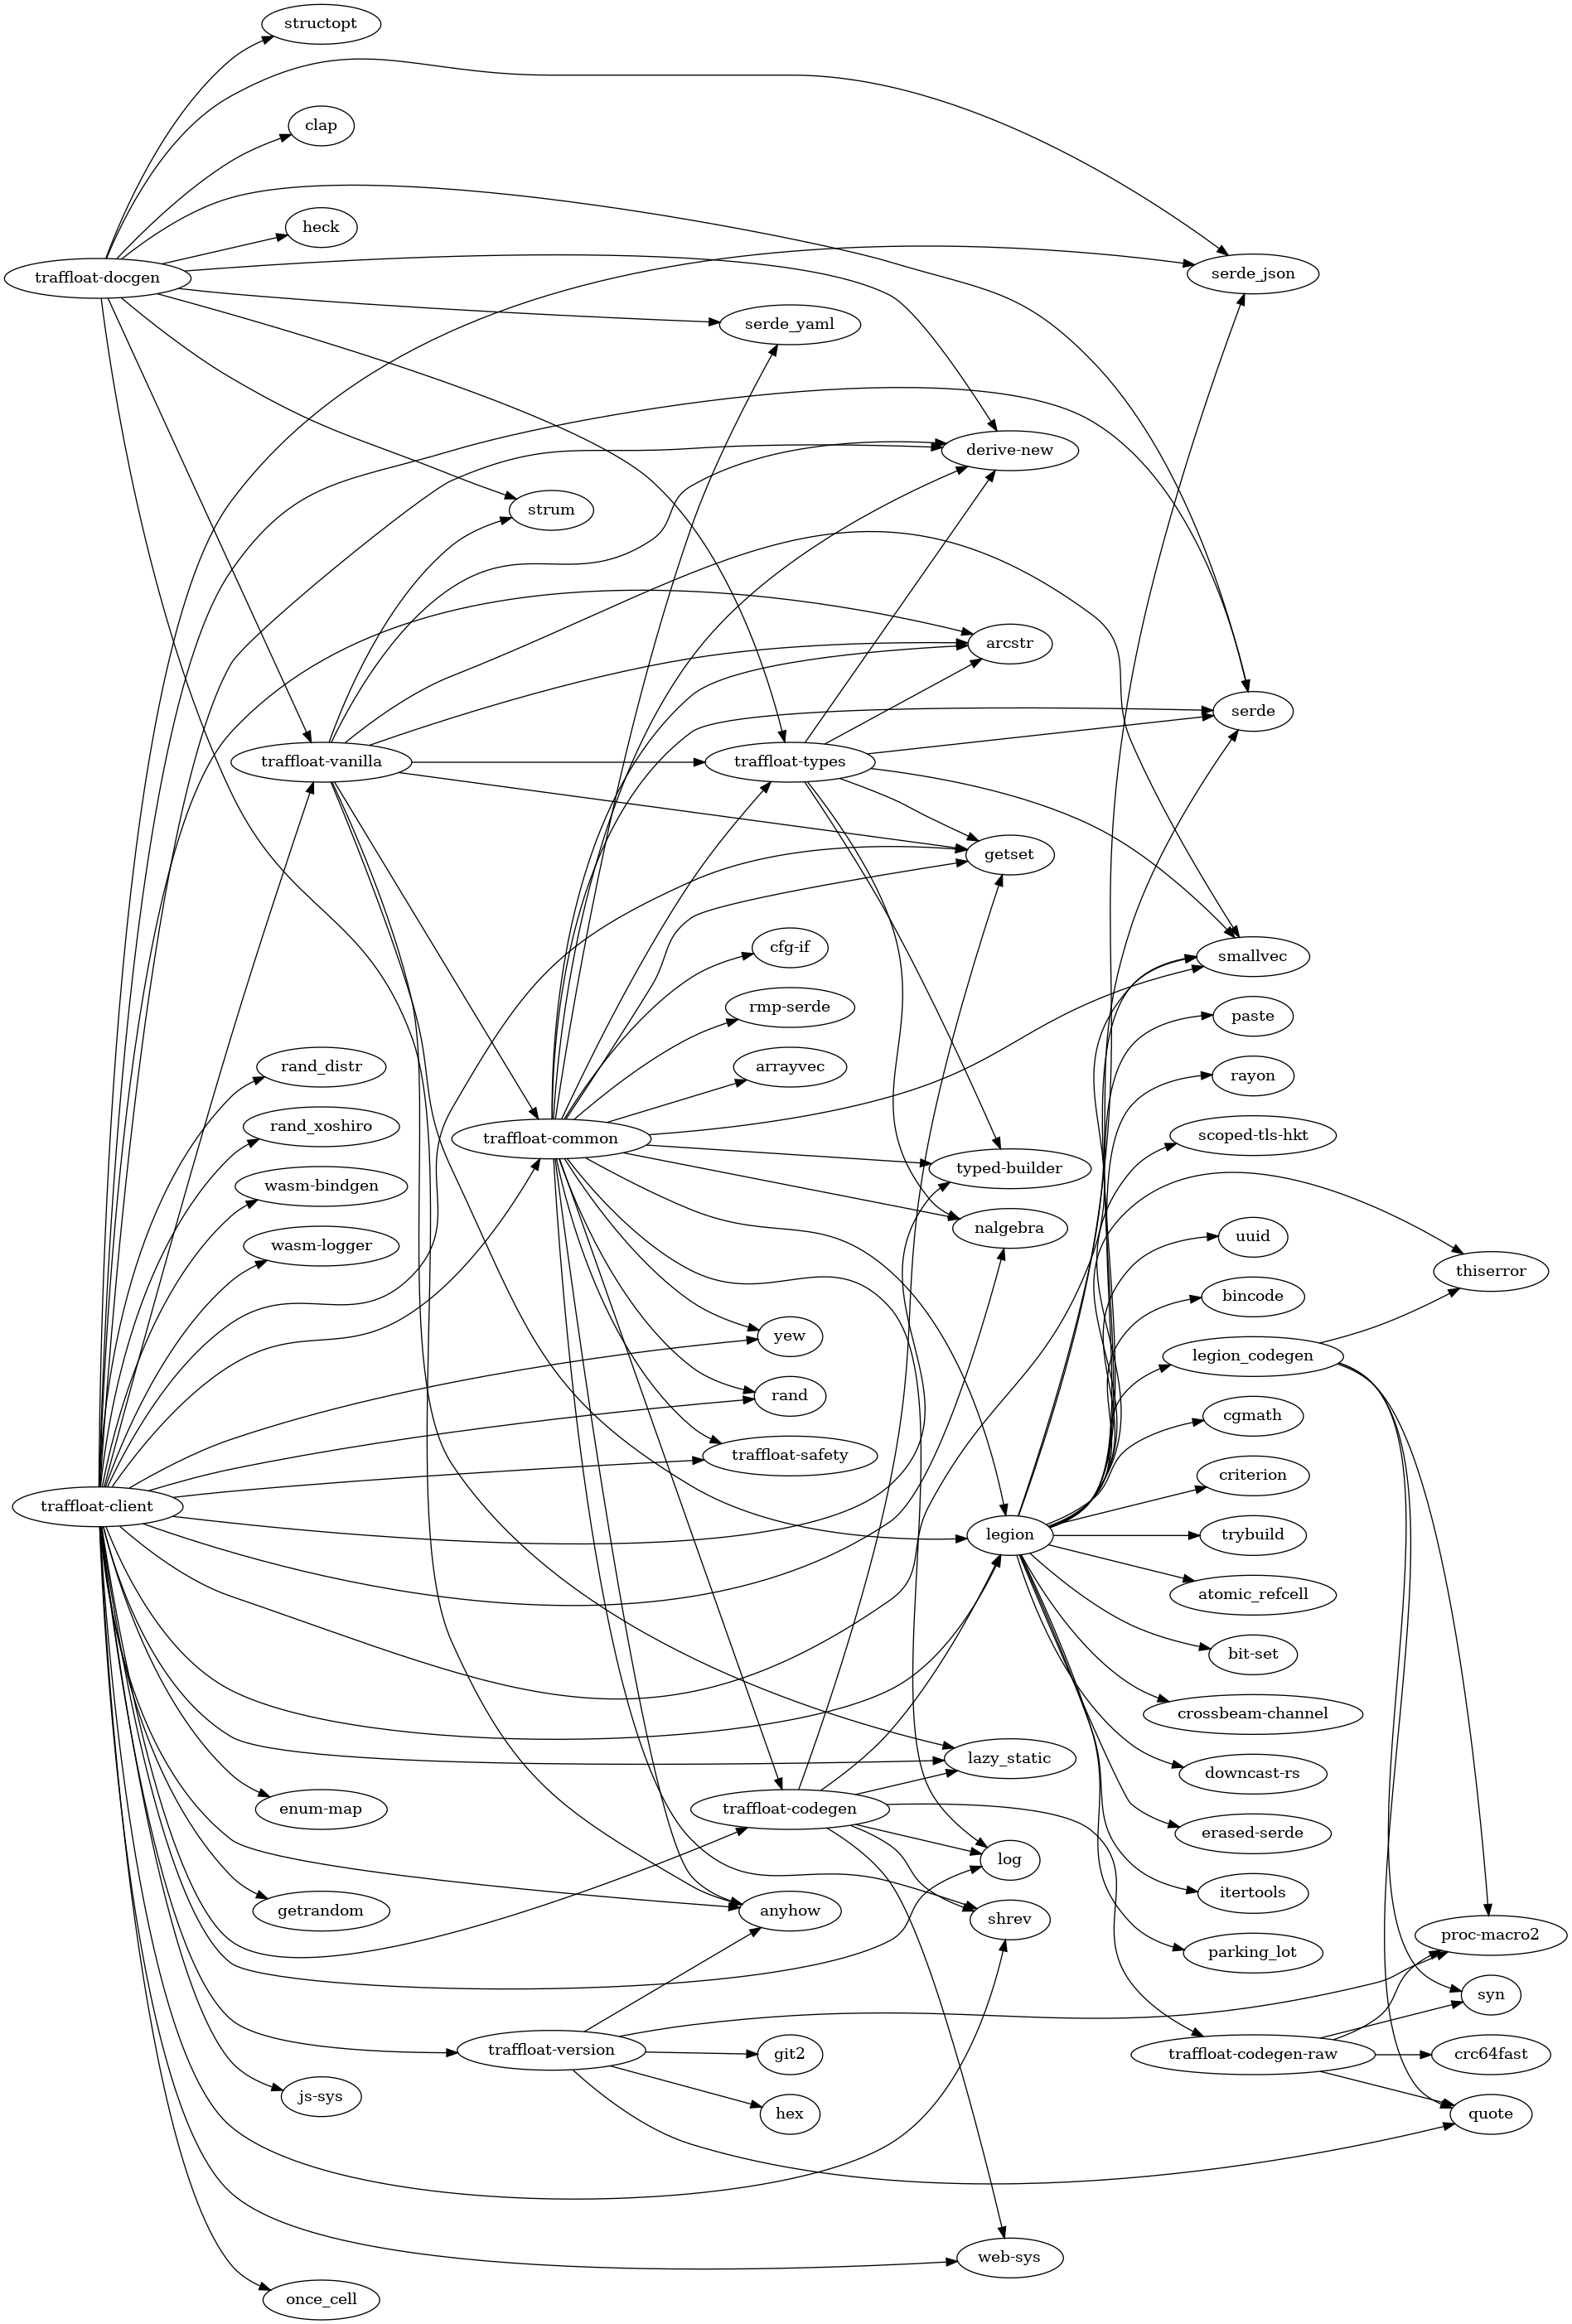 structopt
clap
heck
traffloat-docgen
serde_json
serde_yaml
derive-new
strum
arcstr
serde
traffloat-vanilla
traffloat-types
getset
cfg-if
smallvec
rmp-serde
paste
rand_distr
arrayvec
rayon
rand_xoshiro
traffloat-common
scoped-tls-hkt
typed-builder
wasm-bindgen
nalgebra
uuid
wasm-logger
thiserror
bincode
yew
legion_codegen
rand
cgmath
traffloat-safety
criterion
traffloat-client
legion
trybuild
atomic_refcell
bit-set
crossbeam-channel
lazy_static
downcast-rs
enum-map
traffloat-codegen
erased-serde
log
itertools
getrandom
anyhow
shrev
proc-macro2
parking_lot
syn
traffloat-version
git2
traffloat-codegen-raw
crc64fast
js-sys
hex
quote
web-sys
once_cell